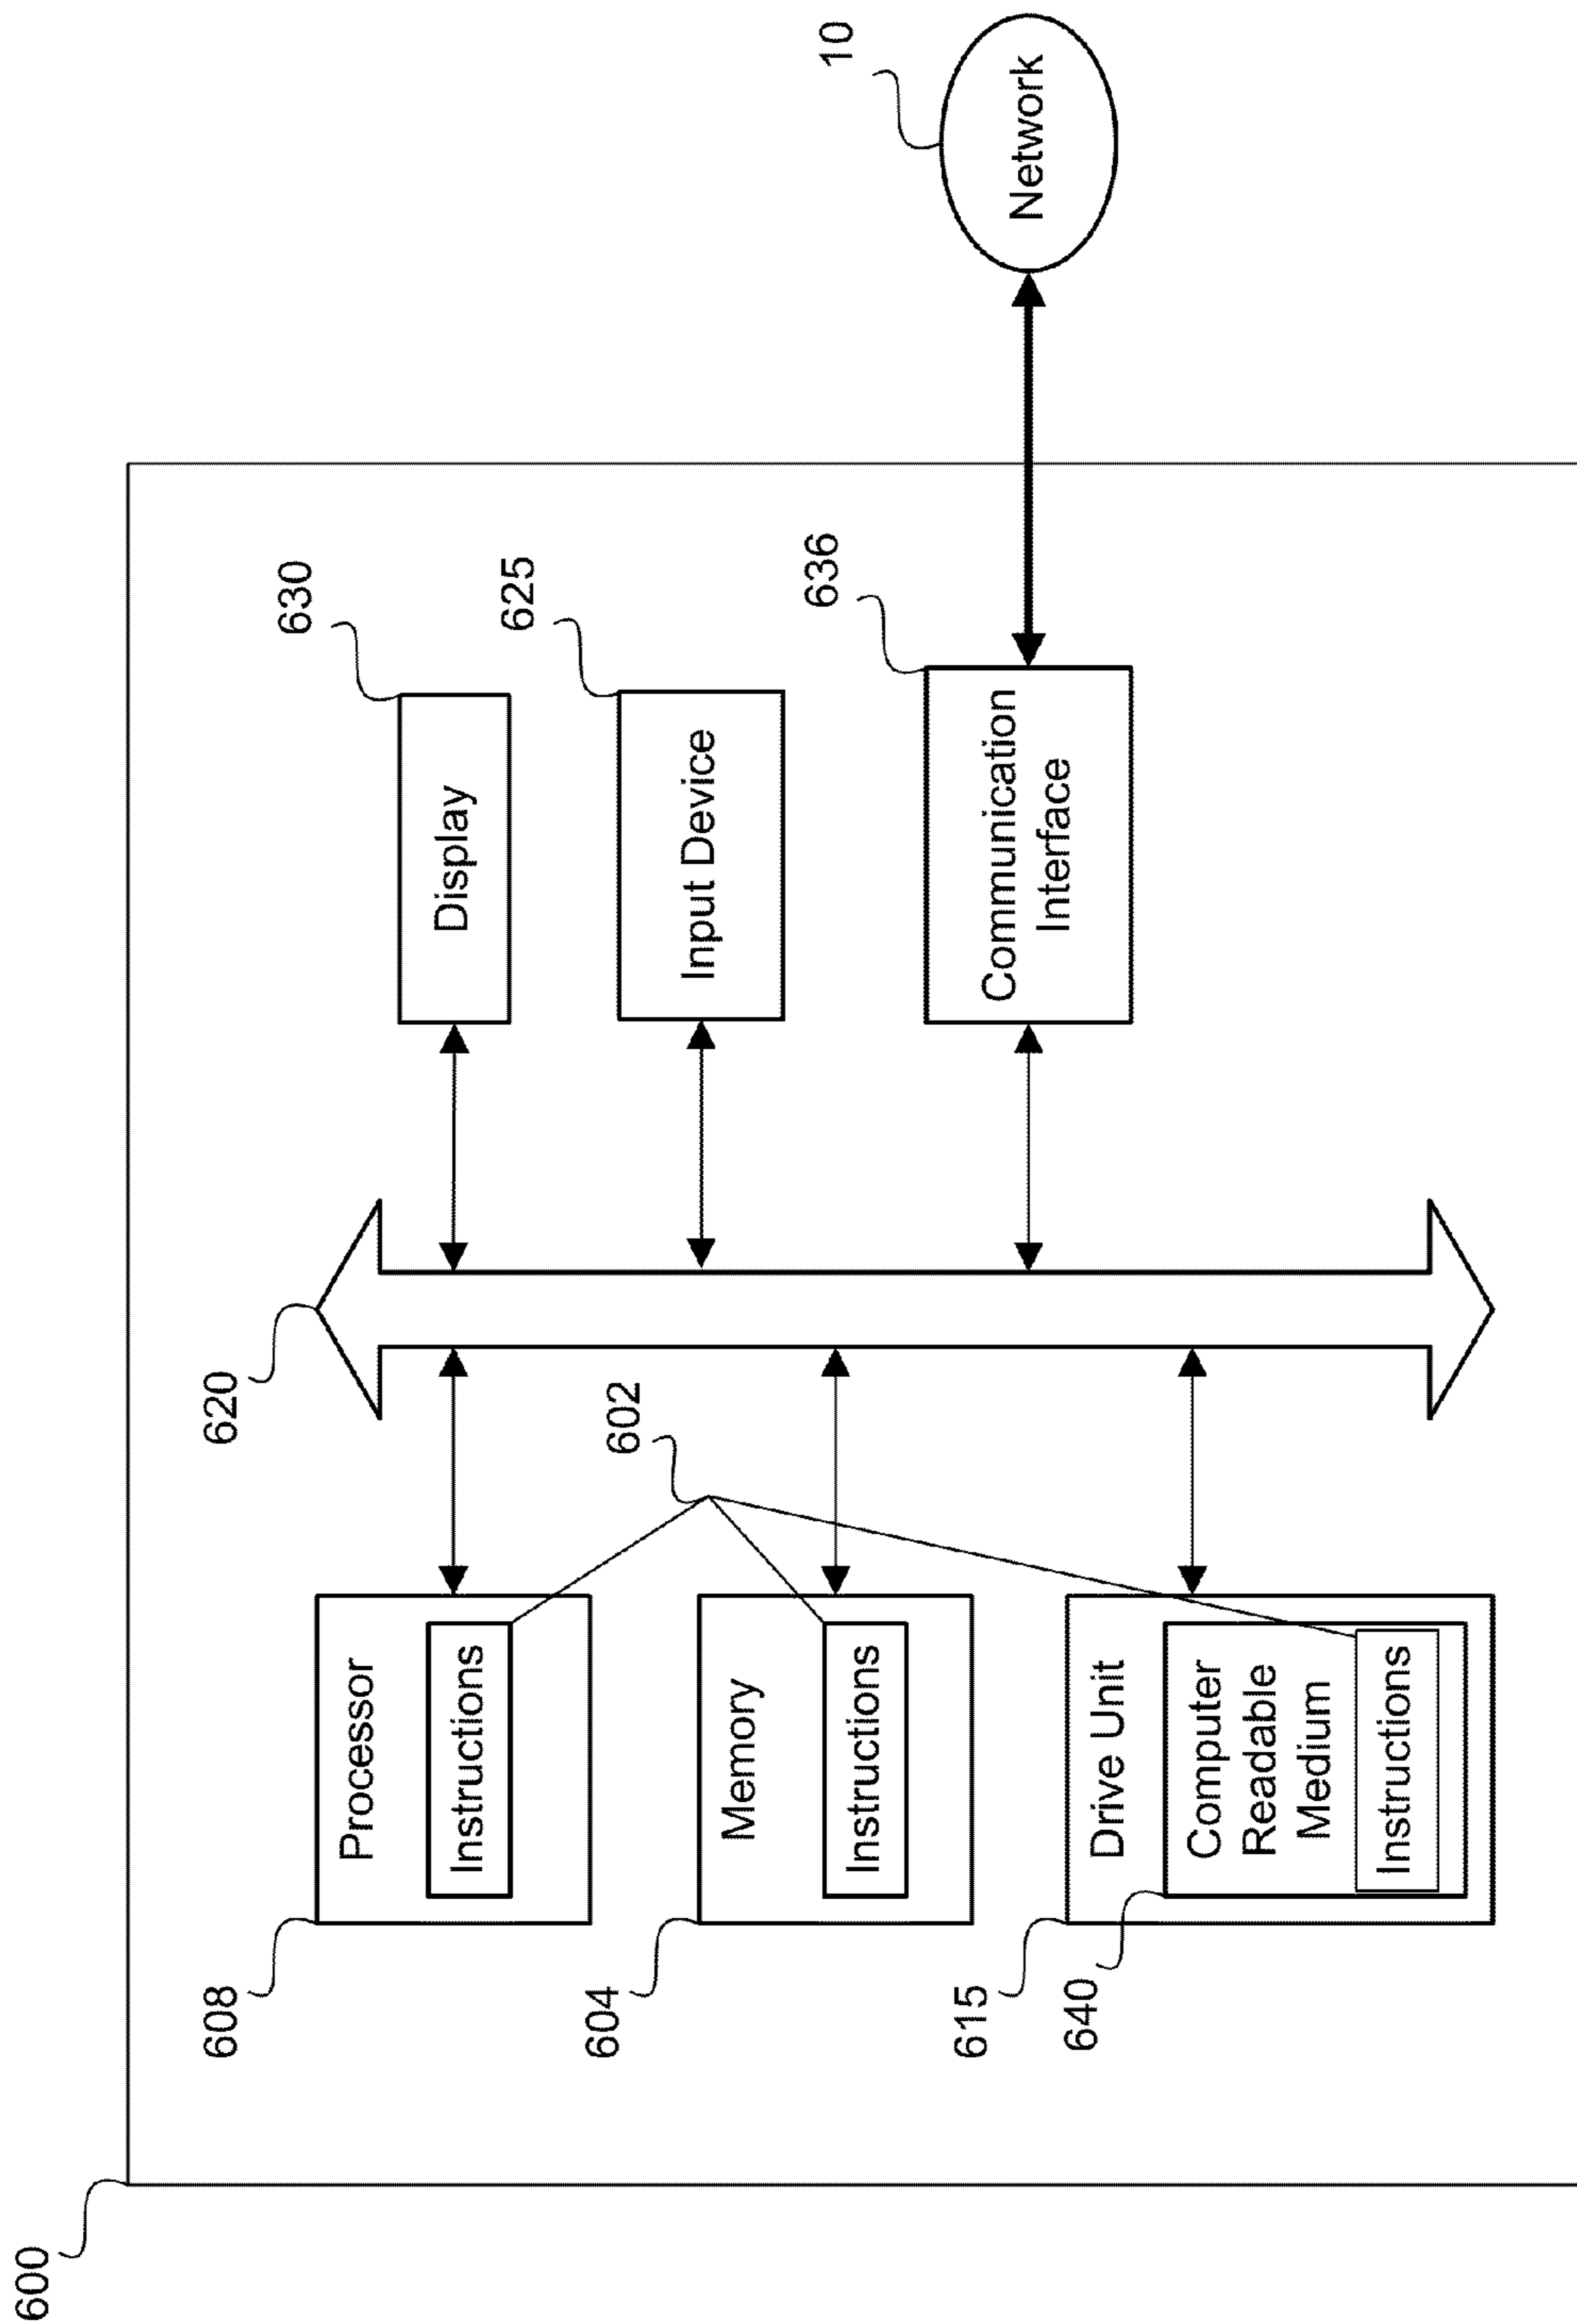 600
608
Processor
Instructions
604
Memory
Instructions
615
Drive Unit
640
Computer
Readable
Medium
Instructions
602
620
630
Display
625
Input Device
636
Communication
Interface
10
Network